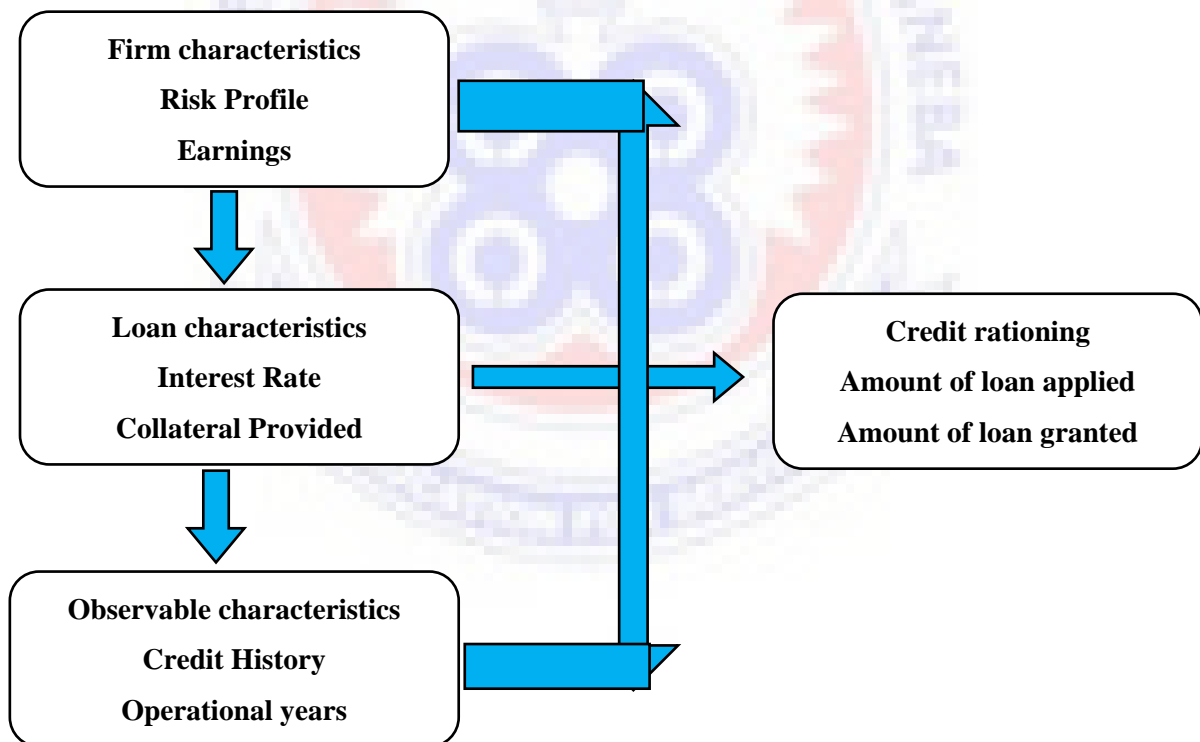 Firm characteristics
Risk Profile
Earnings
Loan characteristics
Interest Rate
Collateral Provided
Credit rationing
Amount of loan applied
Amount of loan granted
Observable characteristics
Credit History
Operational years